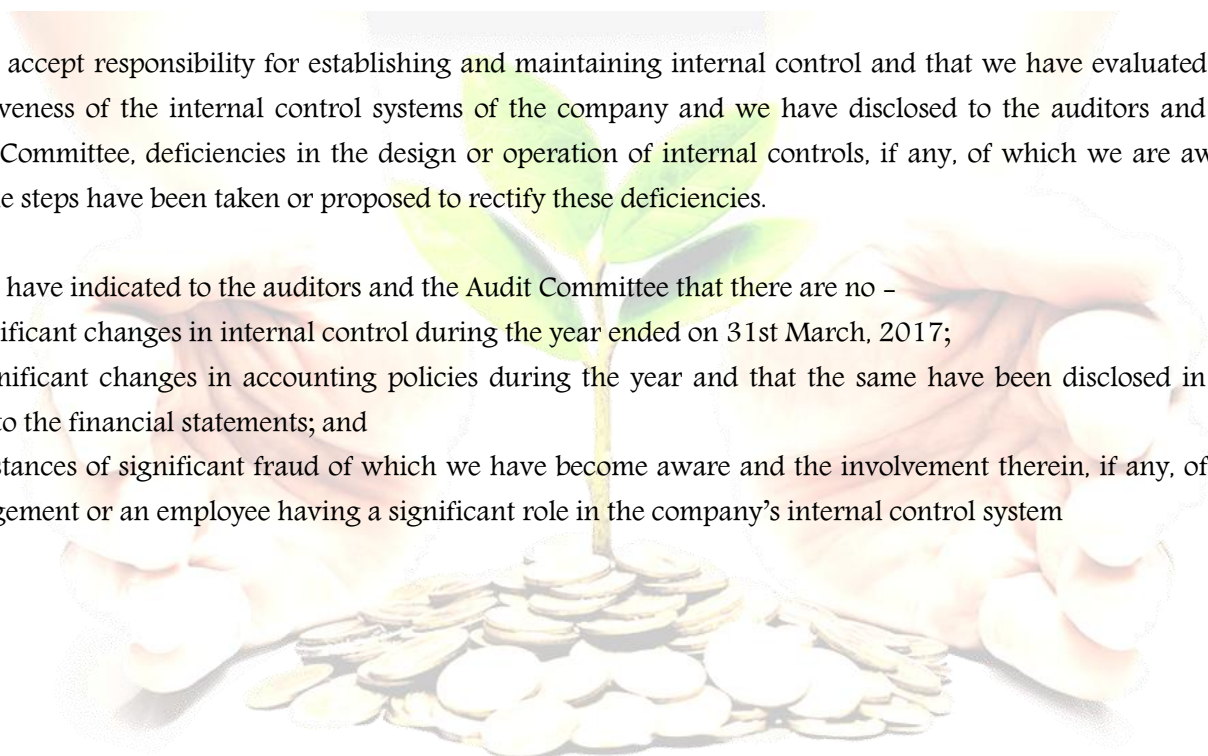 accept responsibility for establishing and maintaining internal control and that we have evaluated
veness of the internal control systems of the company and we have disclosed to the auditors and
Committee, deficiencies in the design or operation of internal controls, if any, of which we are aw
e steps have been taken or proposed to rectify these deficiencies.
have indicated to the auditors and the Audit Committee that there are no –
ificant changes in internal control during the year ended on 31st March, 2017;
nificant changes in accounting policies during the year and that the same have been disclosed in
to the financial statements; and
stances of significant fraud of which we have become aware and the involvement therein, if any, of
gement or an employee having a significant role in the company's internal control system